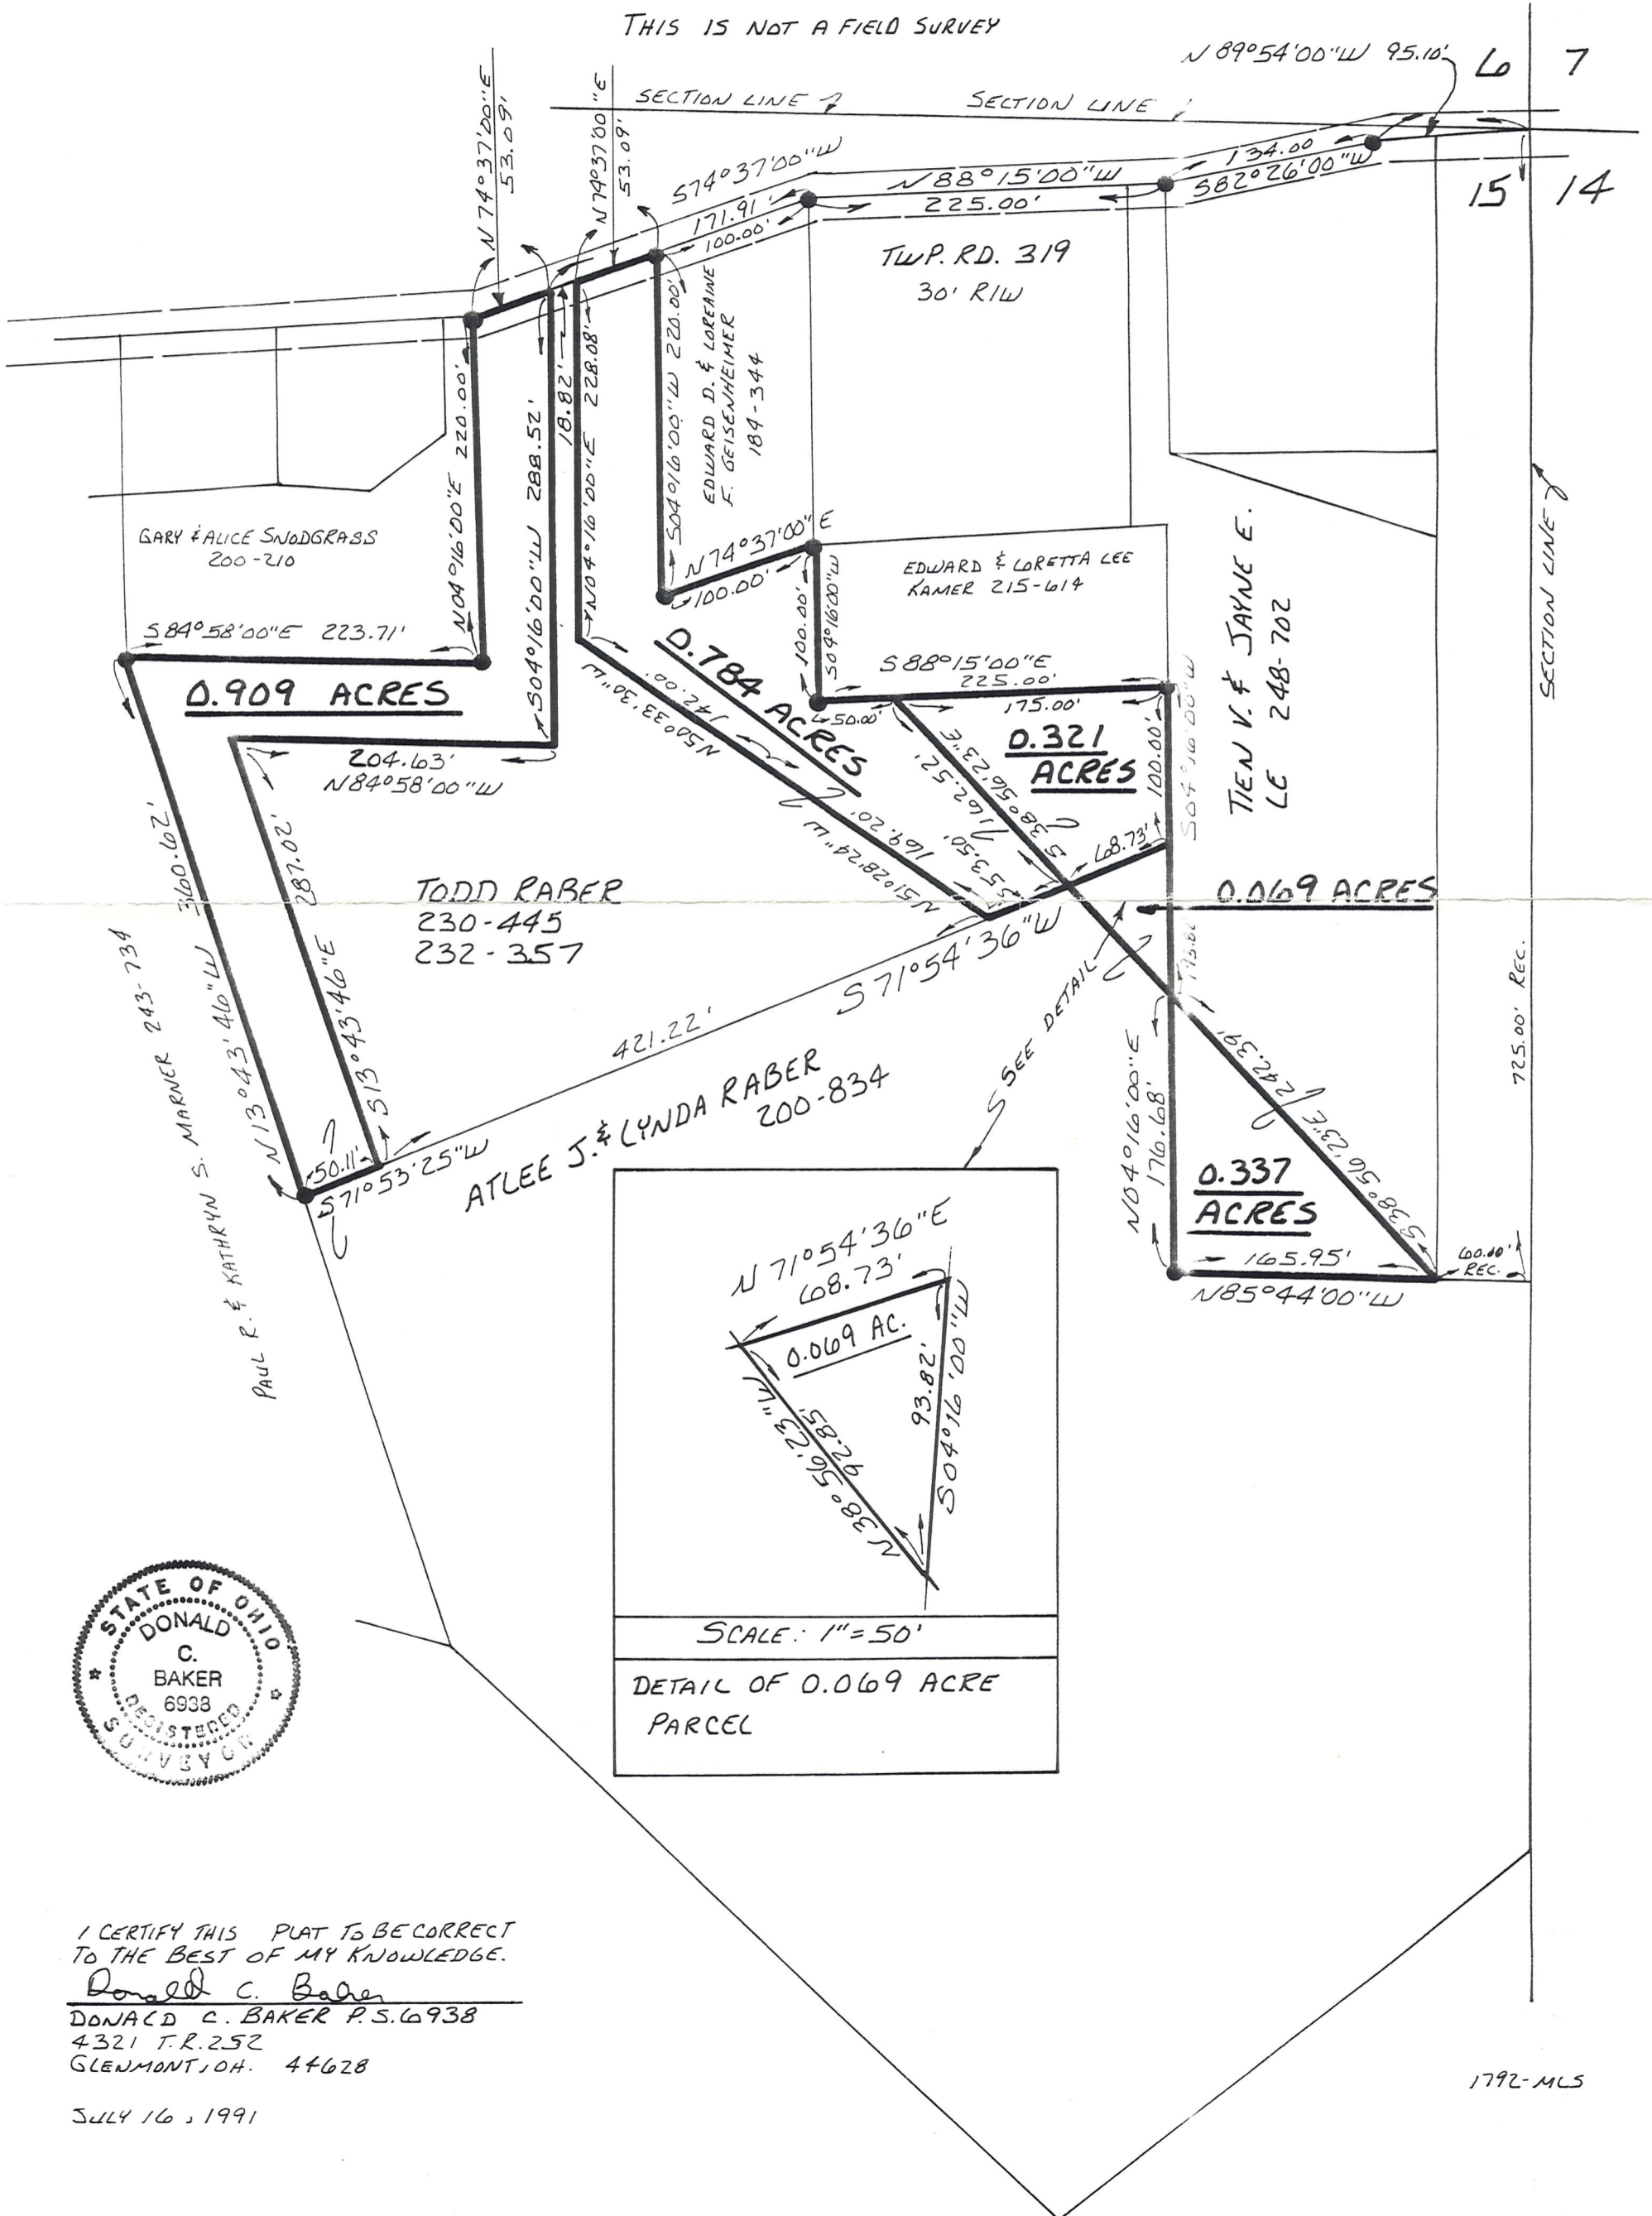 THIS IS NOT A FIELD SURVEY
N 89°54'00"W 95.10'
6 7
15 14
SECTION LINE
SECTION LINE
N 74°37'00"E
53.09'
N 74°37'00"E
53.09'
S74°37'00"W
171.91'
100.00'
N 88°15'00"W
225.00'
134.00
S82°26'00"W
TWP. RD. 319
30' R/W
220.00'
N04°16'00"E
S04°16'00"W 288.52'
18.82'
N04°16'00"E 228.08'
S04°16'00"W 220.00'
EDWARD D. & LOREAINE
F. GEISENHEIMER
184-344
GARY & ALICE SNODGRASS
200-210
S84°58'00"E 223.71'
0.909 ACRES
204.63'
N84°58'00"W
N74°37'00"E
100.00'
100.00'
S04°16'00"W
EDWARD & LORETTA LEE
KAMER 215-614
S88°15'00"E
225.00'
50.00'
175.00'
0.784 ACRES
N50°33'30"W
142.00'
169.20'
N51°28'24"W
0.321
ACRES
S 38°56'23"E
162.52'
53.50'
68.73'
100.00'
S04°16'00"W
TIEN V. & JAYNE E.
LE 248-702
SECTION LINE
725.00' REC.
0.069 ACRES
S71°54'36"W
SEE DETAIL
TODD RABER
230-445
232-357
360.62'
N13°43'46"W
287.02'
S13°43'46"E
PAUL R. & KATHRYN S. MARNER 243-734
50.11'
S71°53'25"W
421.22'
ATLEE J. & LYNDA RABER
200-834
N04°16'00"E
176.68'
242.39'
S 38°56'23"E
0.337
ACRES
165.95'
N85°44'00"W
60.00'
REC.
N 71°54'36"E
68.73'
0.069 AC.
N 38°56'23"W
92.85'
93.82'
S04°16'00"W
SCALE: 1"=50'
DETAIL OF 0.069 ACRE
PARCEL
STATE OF OHIO
DONALD
C.
BAKER
6938
REGISTERED
SURVEYOR
I CERTIFY THIS PLAT TO BE CORRECT
TO THE BEST OF MY KNOWLEDGE.
Donald C. Baker
DONALD C. BAKER P.S.6938
4321 T.R.252
GLENMONT, OH. 44628
JULY 16, 1991
1792-MLS